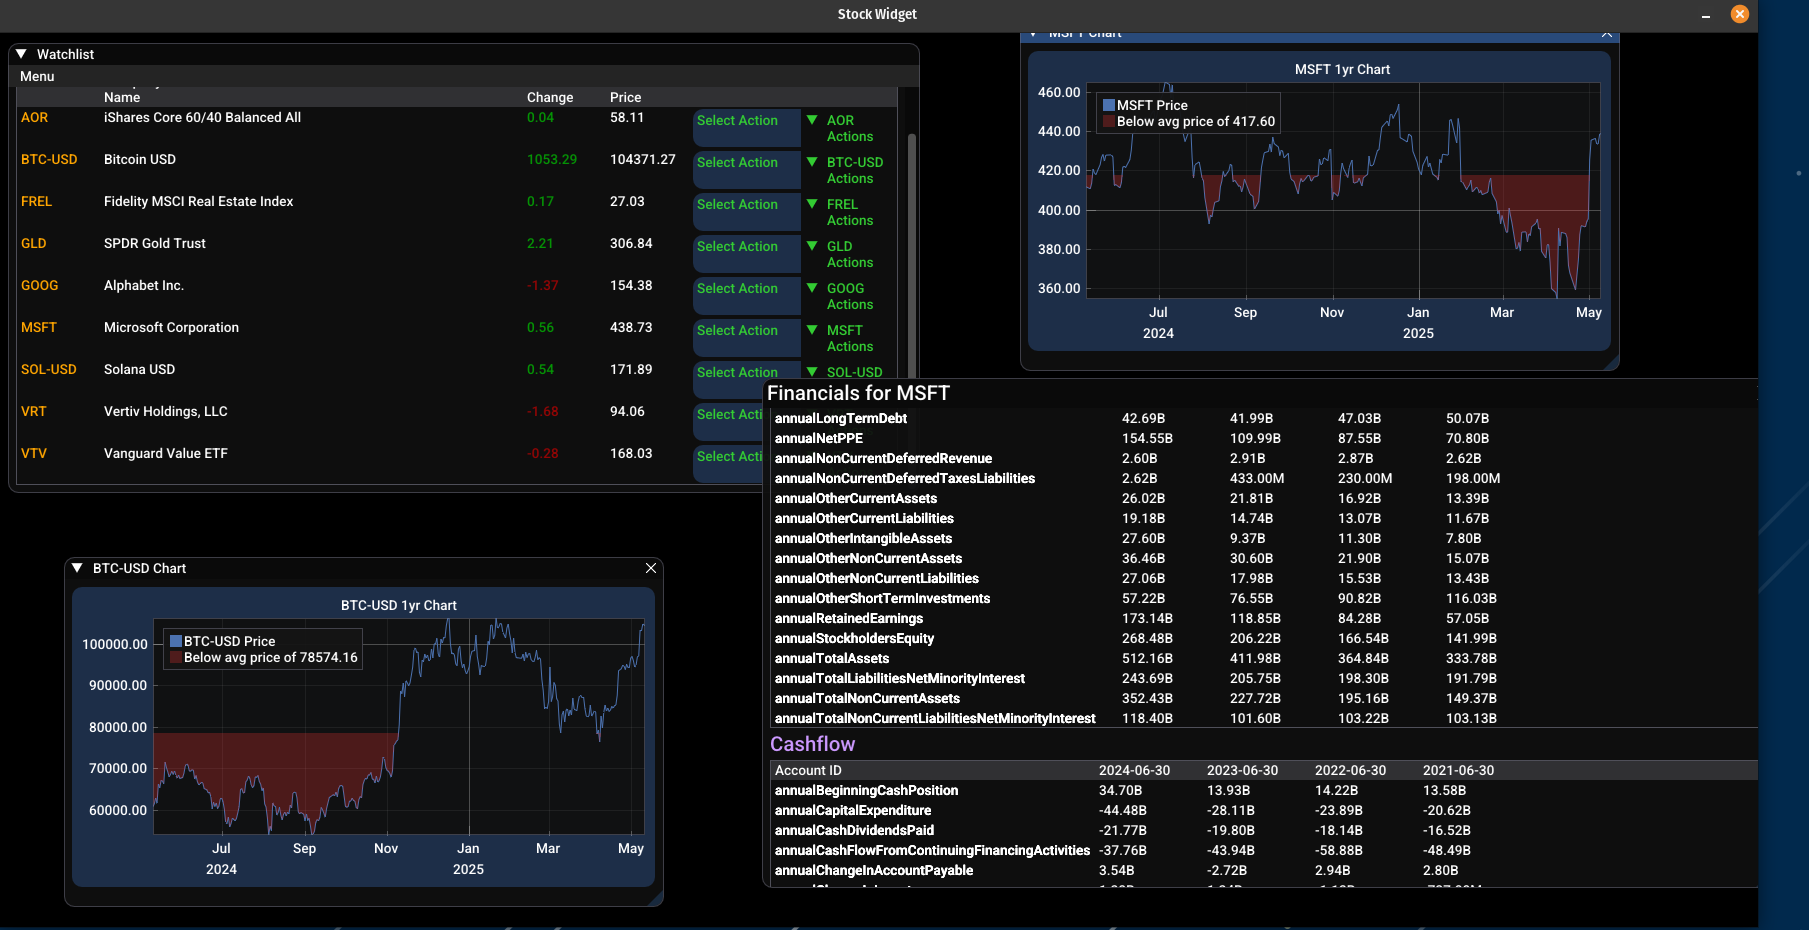 Stock Widget
Watchlist
Menu
Name Change Price
AOR iShares Core 60/40 Balanced All 0.04 58.11 Select Action AOR Actions
BTC-USD Bitcoin USD 1053.29 104371.27 Select Action BTC-USD Actions
FREL Fidelity MSCI Real Estate Index 0.17 27.03 Select Action FREL Actions
GLD SPDR Gold Trust 2.21 306.84 Select Action GLD Actions
GOOG Alphabet Inc. -1.37 154.38 Select Action GOOG Actions
MSFT Microsoft Corporation 0.56 438.73 Select Action MSFT Actions
SOL-USD Solana USD 0.54 171.89 Select Action SOL-USD
VRT Vertiv Holdings, LLC -1.68 94.06 Select Acti
VTV Vanguard Value ETF -0.28 168.03 Select Acti
MSFT Chart
MSFT 1yr Chart
MSFT Price
Below avg price of 417.60
460.00
440.00
420.00
400.00
380.00
360.00
Jul Sep Nov Jan Mar May
2024 2025
BTC-USD Chart
BTC-USD 1yr Chart
BTC-USD Price
Below avg price of 78574.16
100000.00
90000.00
80000.00
70000.00
60000.00
Jul Sep Nov Jan Mar May
2024 2025
Financials for MSFT
annualLongTermDebt 42.69B 41.99B 47.03B 50.07B
annualNetPPE 154.55B 109.99B 87.55B 70.80B
annualNonCurrentDeferredRevenue 2.60B 2.91B 2.87B 2.62B
annualNonCurrentDeferredTaxesLiabilities 2.62B 433.00M 230.00M 198.00M
annualOtherCurrentAssets 26.02B 21.81B 16.92B 13.39B
annualOtherCurrentLiabilities 19.18B 14.74B 13.07B 11.67B
annualOtherIntangibleAssets 27.60B 9.37B 11.30B 7.80B
annualOtherNonCurrentAssets 36.46B 30.60B 21.90B 15.07B
annualOtherNonCurrentLiabilities 27.06B 17.98B 15.53B 13.43B
annualOtherShortTermInvestments 57.22B 76.55B 90.82B 116.03B
annualRetainedEarnings 173.14B 118.85B 84.28B 57.05B
annualStockholdersEquity 268.48B 206.22B 166.54B 141.99B
annualTotalAssets 512.16B 411.98B 364.84B 333.78B
annualTotalLiabilitiesNetMinorityInterest 243.69B 205.75B 198.30B 191.79B
annualTotalNonCurrentAssets 352.43B 227.72B 195.16B 149.37B
annualTotalNonCurrentLiabilitiesNetMinorityInterest 118.40B 101.60B 103.22B 103.13B
Cashflow
Account ID 2024-06-30 2023-06-30 2022-06-30 2021-06-30
annualBeginningCashPosition 34.70B 13.93B 14.22B 13.58B
annualCapitalExpenditure -44.48B -28.11B -23.89B -20.62B
annualCashDividendsPaid -21.77B -19.80B -18.14B -16.52B
annualCashFlowFromContinuingFinancingActivities -37.76B -43.94B -58.88B -48.49B
annualChangeInAccountPayable 3.54B -2.72B 2.94B 2.80B